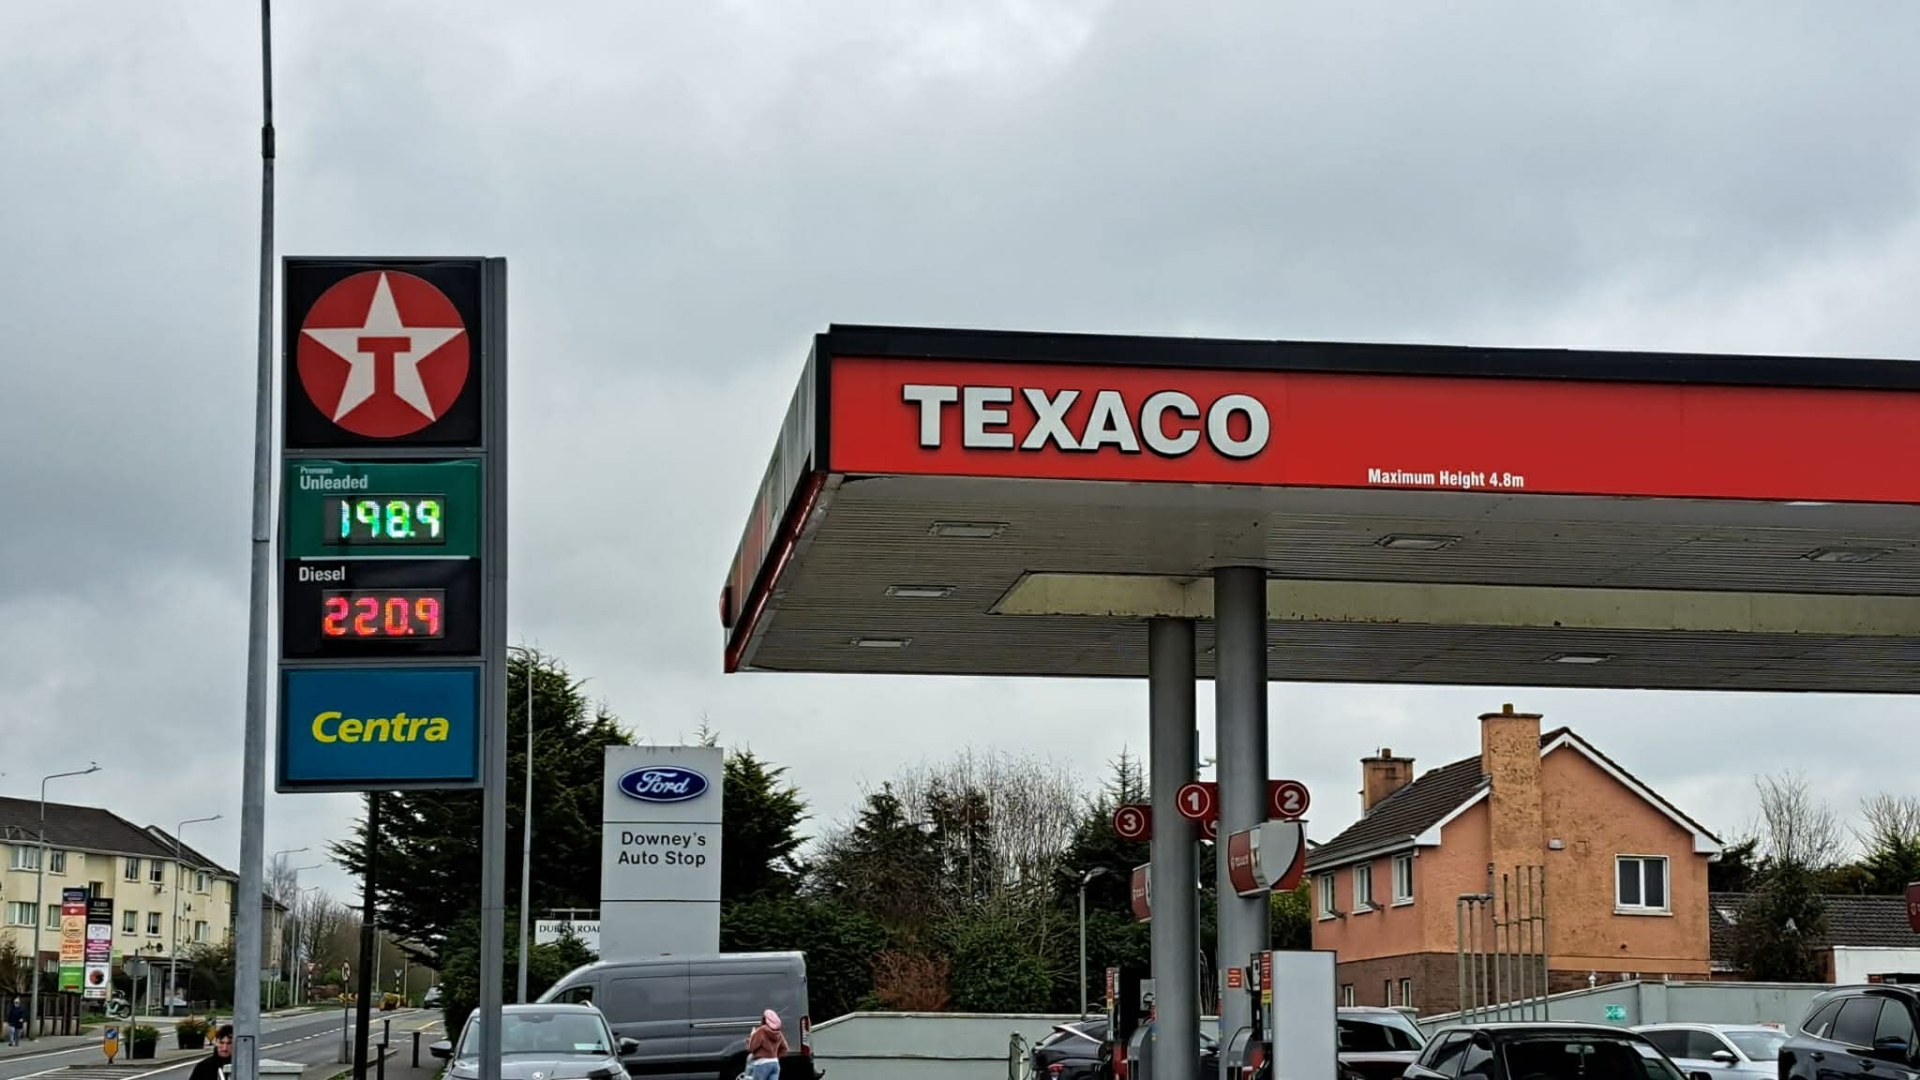 T
Premium
Unleaded
198.9
Diesel
220.9
Centra
TEXACO
Maximum Height 4.8m
Ford
Downey's
Auto Stop
3
1
2